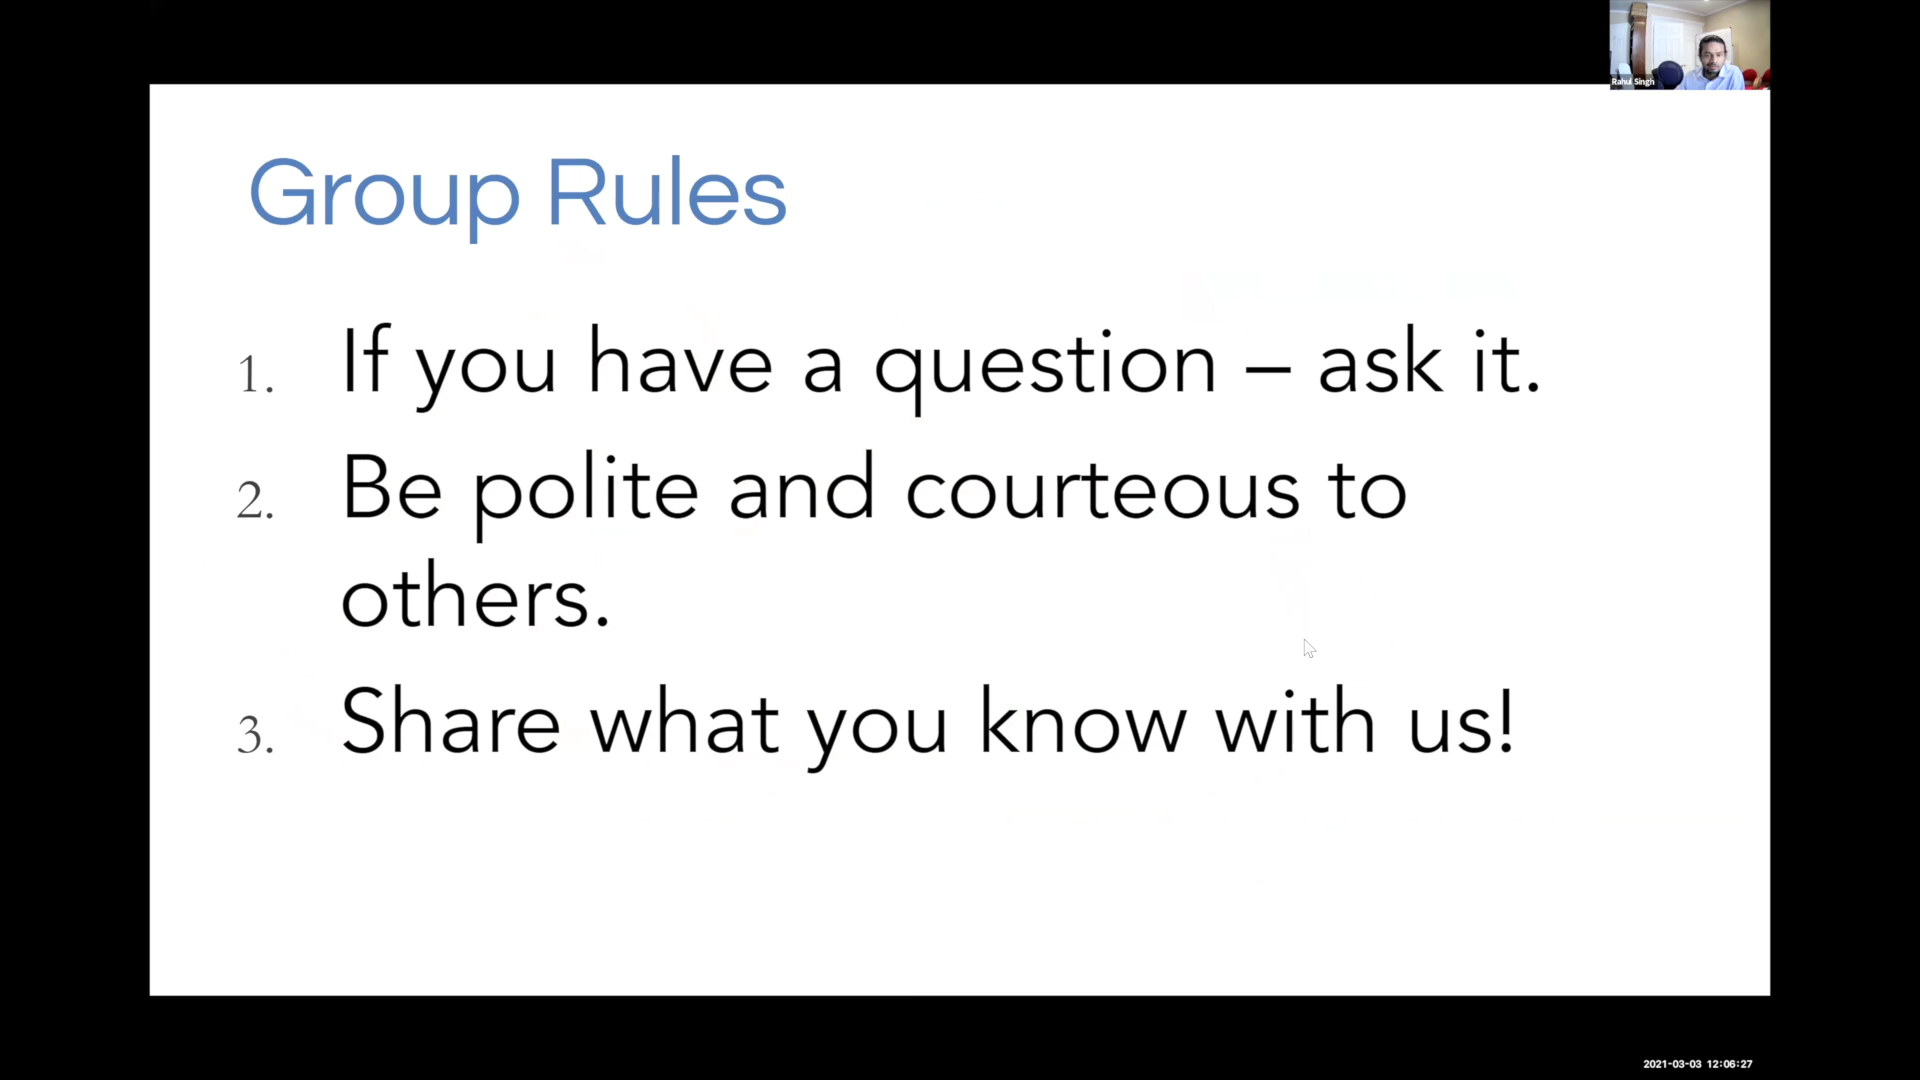 Rahul Singh
Group Rules
1. If you have a question – ask it.
2. Be polite and courteous to
others.
3. Share what you know with us!
2021-03-03 12:06:27